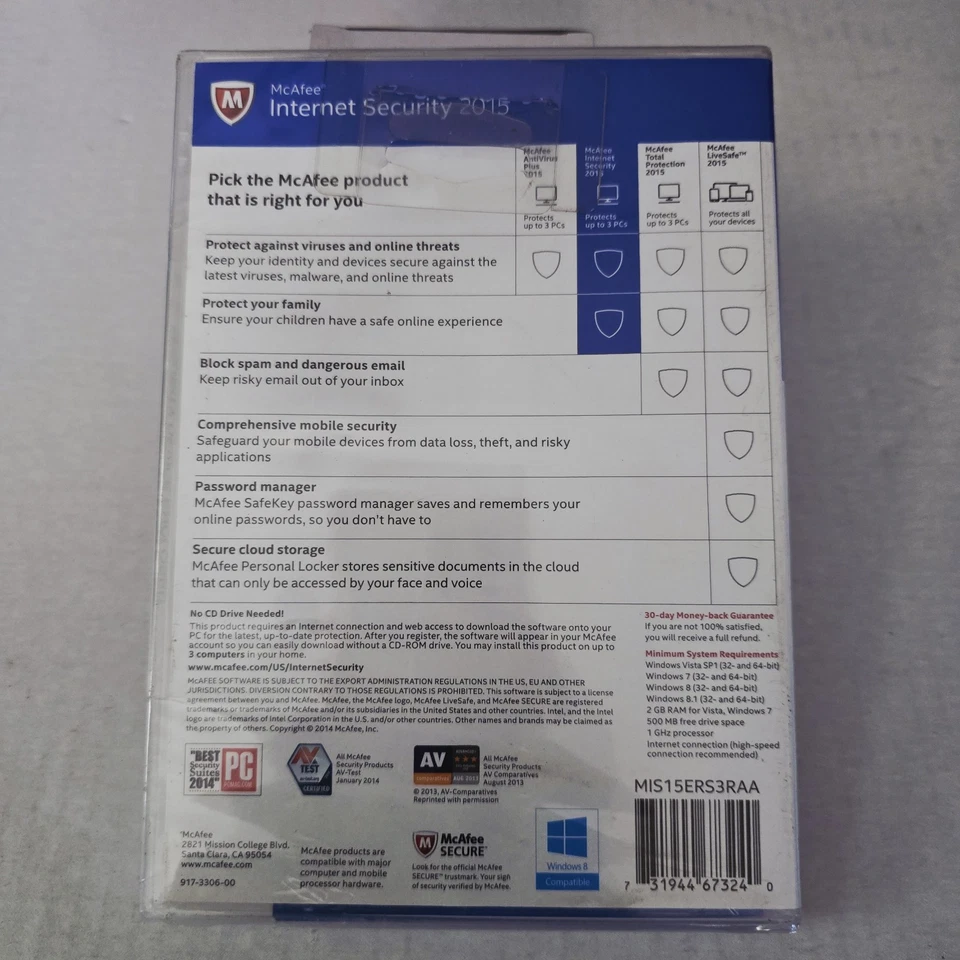 McAfee™
Internet Security 2015
Pick the McAfee product
that is right for you
McAfee
AntiVirus
Plus
2015
Protects
up to 3 PCs
McAfee
Internet
Security
2015
Protects
up to 3 PCs
McAfee
Total
Protection
2015
Protects
up to 3 PCs
McAfee
LiveSafe™
2015
Protects all
your devices
Protect against viruses and online threats
Keep your identity and devices secure against the
latest viruses, malware, and online threats
Protect your family
Ensure your children have a safe online experience
Block spam and dangerous email
Keep risky email out of your inbox
Comprehensive mobile security
Safeguard your mobile devices from data loss, theft, and risky
applications
Password manager
McAfee SafeKey password manager saves and remembers your
online passwords, so you don't have to
Secure cloud storage
McAfee Personal Locker stores sensitive documents in the cloud
that can only be accessed by your face and voice
No CD Drive Needed!
This product requires an Internet connection and web access to download the software onto your
PC for the latest, up-to-date protection. After you register, the software will appear in your McAfee
account so you can easily download without a CD-ROM drive. You may install this product on up to
3 computers in your home.
www.mcafee.com/US/InternetSecurity
McAFEE SOFTWARE IS SUBJECT TO THE EXPORT ADMINISTRATION REGULATIONS IN THE US, EU AND OTHER
JURISDICTIONS. DIVERSION CONTRARY TO THOSE REGULATIONS IS PROHIBITED. This software is subject to a license
agreement between you and McAfee. McAfee, the McAfee logo, McAfee LiveSafe, and McAfee SECURE are registered
trademarks or trademarks of McAfee and/or its subsidiaries in the United States and other countries. Intel, and the Intel
logo are trademarks of Intel Corporation in the U.S. and/or other countries. Other names and brands may be claimed as
the property of others. Copyright © 2014 McAfee, Inc.
30-day Money-back Guarantee
If you are not 100% satisfied,
you will receive a full refund.
Minimum System Requirements
Windows Vista SP1 (32- and 64-bit)
Windows 7 (32- and 64-bit)
Windows 8 (32- and 64-bit)
Windows 8.1 (32- and 64-bit)
2 GB RAM for Vista, Windows 7
500 MB free drive space
1 GHz processor
Internet connection (high-speed
connection recommended)
"BEST
Security
Suites
2014"
PC
PCMAG.COM
AV
TEST
CERTIFIED
All McAfee
Security Products
AV-Test
January 2014
AV
comparatives
AUG 2013
All McAfee
Security Products
AV Comparatives
August 2013
© 2013, AV-Comparatives
Reprinted with permission
MIS15ERS3RAA
McAfee
2821 Mission College Blvd.
Santa Clara, CA 95054
www.mcafee.com
917-3306-00
McAfee products are
compatible with major
computer and mobile
processor hardware.
McAfee
SECURE™
Look for the official McAfee
SECURE™ trustmark. Your sign
of security verified by McAfee.
Windows 8
Compatible
7 31944 67324 0